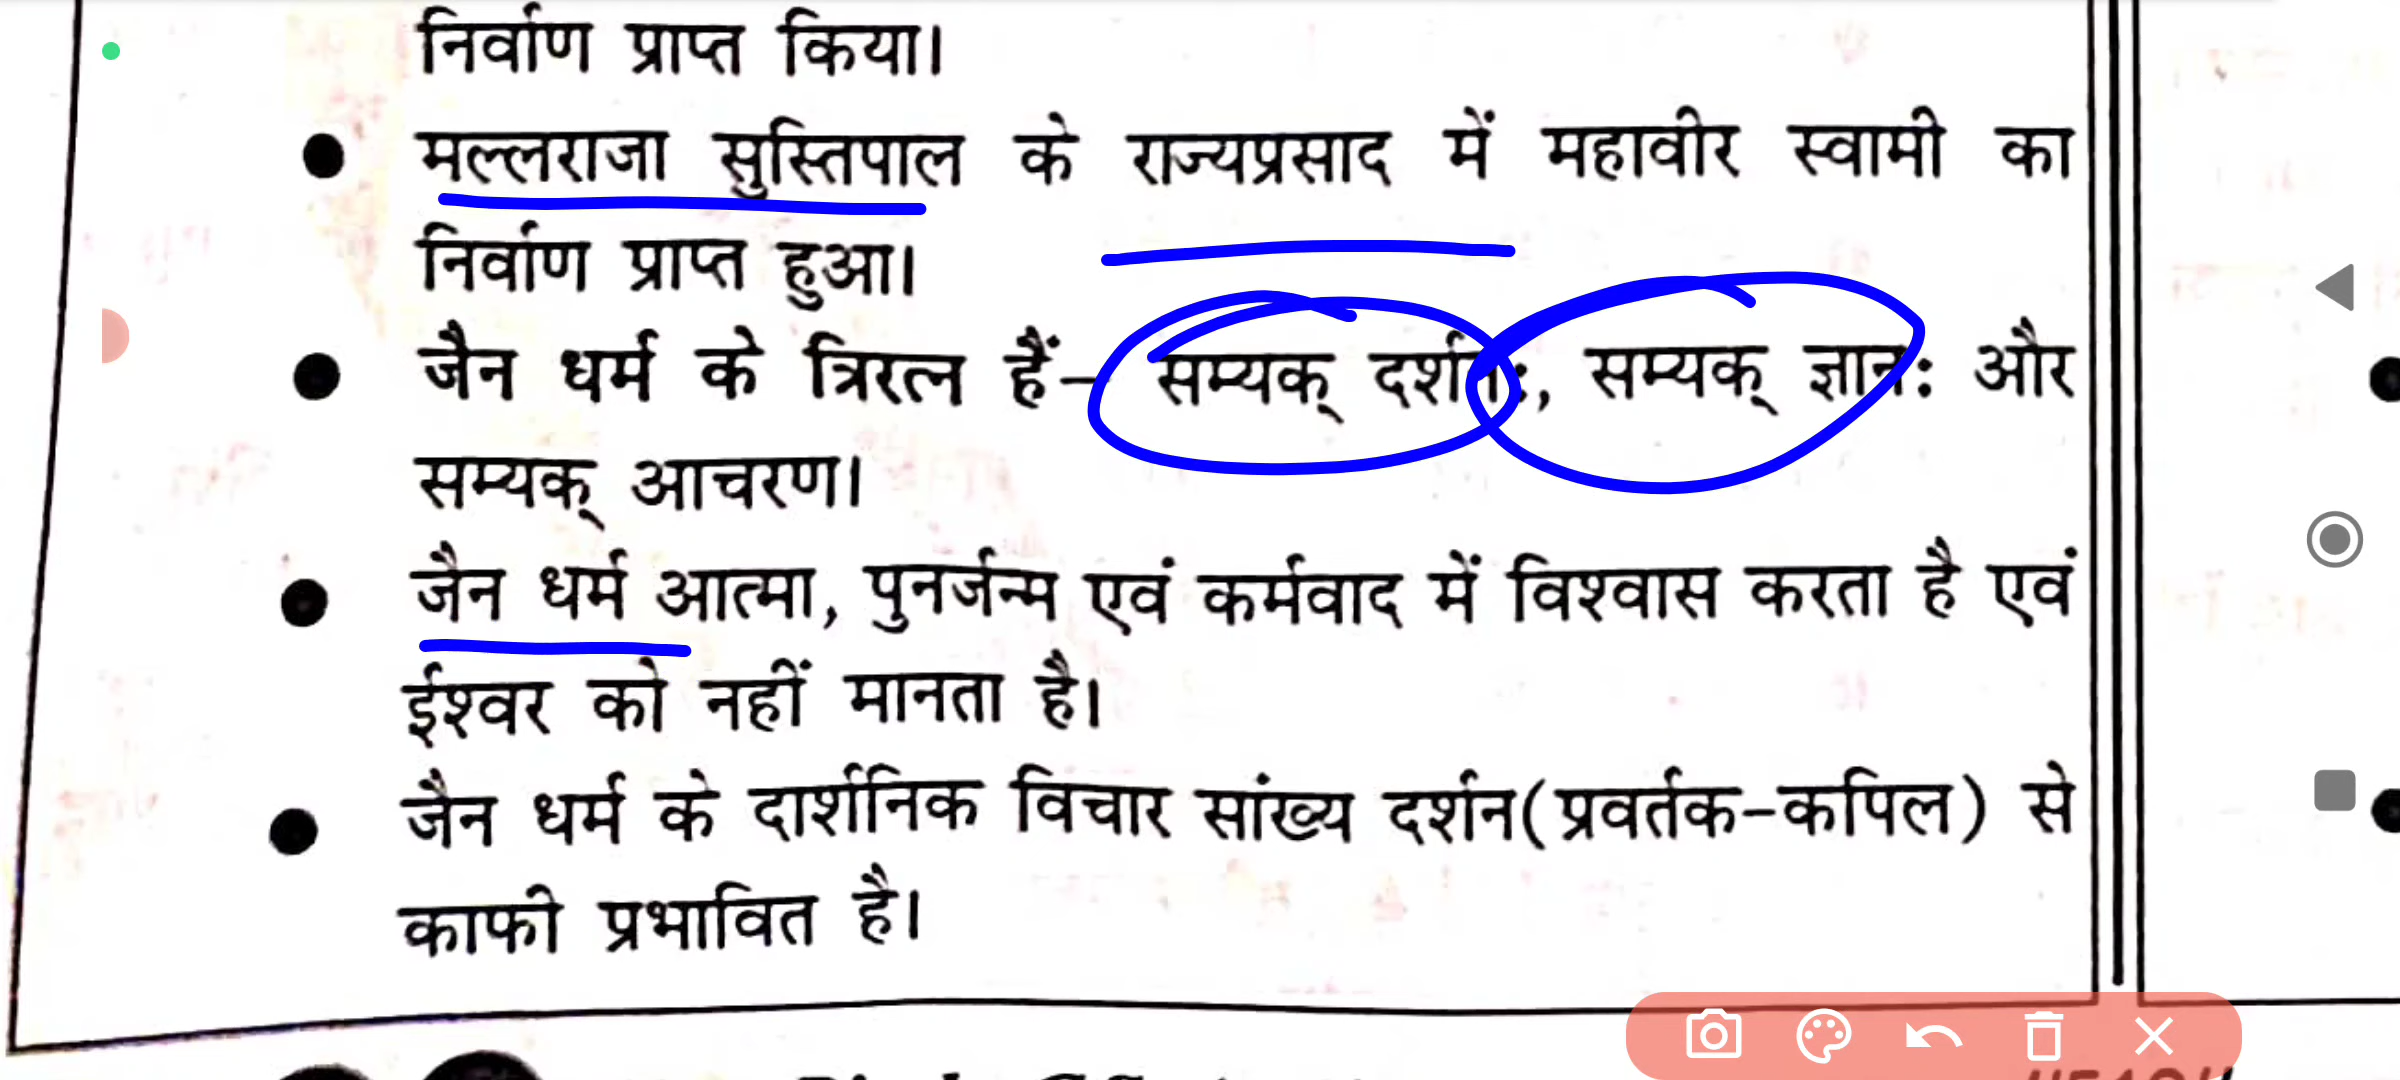 निर्वाण प्राप्त किया।
● मल्लराजा सुस्तिपाल के राज्यप्रसाद में महावीर स्वामी का
निर्वाण प्राप्त हुआ।
● जैन धर्म के त्रिरत्न हैं– सम्यक् दर्शनः, सम्यक् ज्ञानः और
सम्यक् आचरण।
● जैन धर्म आत्मा, पुनर्जन्म एवं कर्मवाद में विश्वास करता है एवं
ईश्वर को नहीं मानता है।
● जैन धर्म के दार्शनिक विचार सांख्य दर्शन(प्रवर्तक-कपिल) से
काफी प्रभावित है।